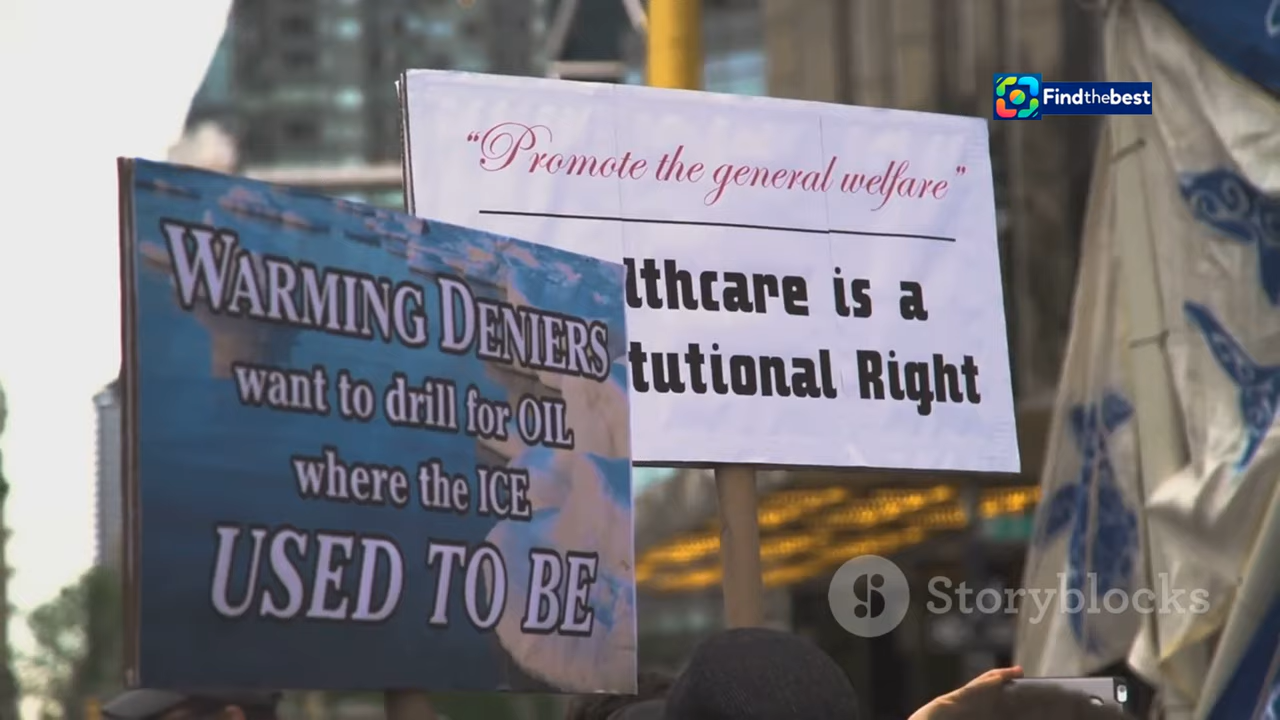 Findthebest
"Promote the general welfare"
lthcare is a
tutional Right
WARMING DENIERS
want to drill for OIL
where the ICE
USED TO BE
Storyblocks